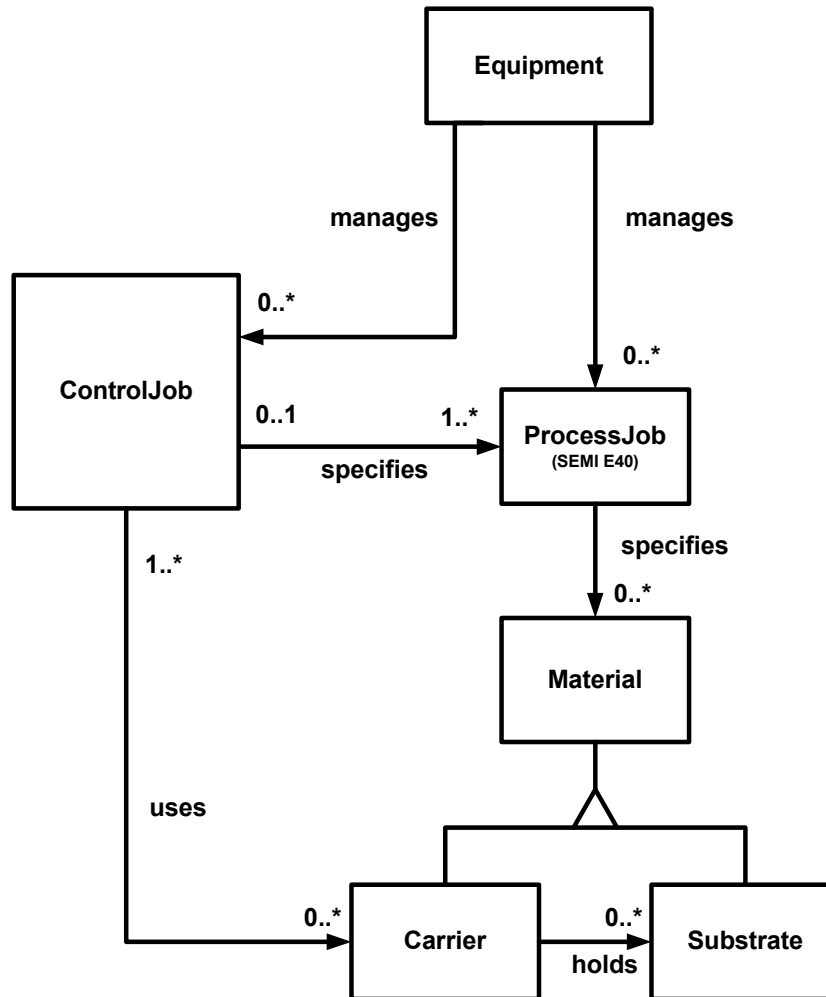 Equipment
manages
manages
0..*
0..*
ControlJob
0..1
1..*
specifies
ProcessJob
(SEMI E40)
specifies
1..*
0..*
Material
uses
0..*
0..*
Carrier
holds
Substrate